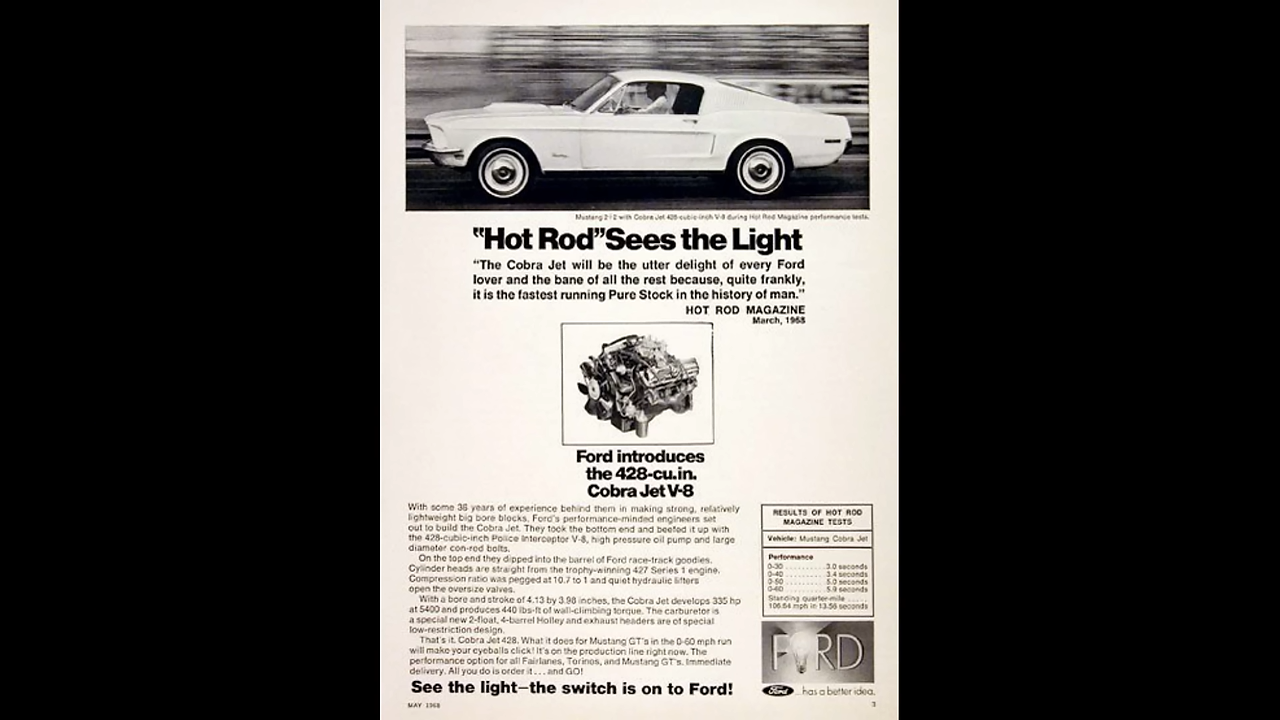 Mustang 2+2 with Cobra Jet 428-cubic-inch V-8 during Hot Rod Magazine performance tests.
"Hot Rod" Sees the Light
"The Cobra Jet will be the utter delight of every Ford
lover and the bane of all the rest because, quite frankly,
it is the fastest running Pure Stock in the history of man."
HOT ROD MAGAZINE
March, 1968
Ford introduces
the 428-cu.in.
Cobra Jet V-8
With some 36 years of experience behind them in making strong, relatively
lightweight big bore blocks, Ford's performance-minded engineers set
out to build the Cobra Jet. They took the bottom end and beefed it up with
the 428-cubic-inch Police Interceptor V-8, high pressure oil pump and large
diameter con-rod bolts.
On the top end they dipped into the barrel of Ford race-track goodies.
Cylinder heads are straight from the trophy-winning 427 Series 1 engine.
Compression ratio was pegged at 10.7 to 1 and quiet hydraulic lifters
open the oversize valves.
With a bore and stroke of 4.13 by 3.98 inches, the Cobra Jet develops 335 hp
at 5400 and produces 440 lbs-ft of wall-climbing torque. The carburetor is
a special new 2-float, 4-barrel Holley and exhaust headers are of special
low-restriction design.
That's it. Cobra Jet 428. What it does for Mustang GT's in the 0-60 mph run
will make your eyeballs click! It's on the production line right now. The
performance option for all Fairlanes, Torinos, and Mustang GT's. Immediate
delivery. All you do is order it . . . and GO!
See the light—the switch is on to Ford!
RESULTS OF HOT ROD
MAGAZINE TESTS
Vehicle: Mustang Cobra Jet
Performance
0-30 . . . . . . . . . . 3.0 seconds
0-40 . . . . . . . . . . 3.4 seconds
0-50 . . . . . . . . . . 5.0 seconds
0-60 . . . . . . . . . . 5.9 seconds
Standing quarter-mile . . . . .
106.64 mph in 13.56 seconds
FORD
Ford ...has a better idea.
MAY 1968
3